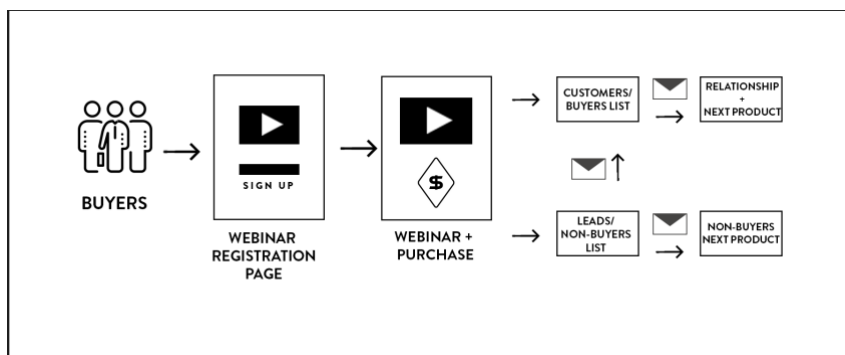 BUYERS
SIGN UP
WEBINAR
REGISTRATION
PAGE
$
WEBINAR +
PURCHASE
CUSTOMERS/
BUYERS LIST
RELATIONSHIP
+
NEXT PRODUCT
LEADS/
NON-BUYERS
LIST
NON-BUYERS
NEXT PRODUCT